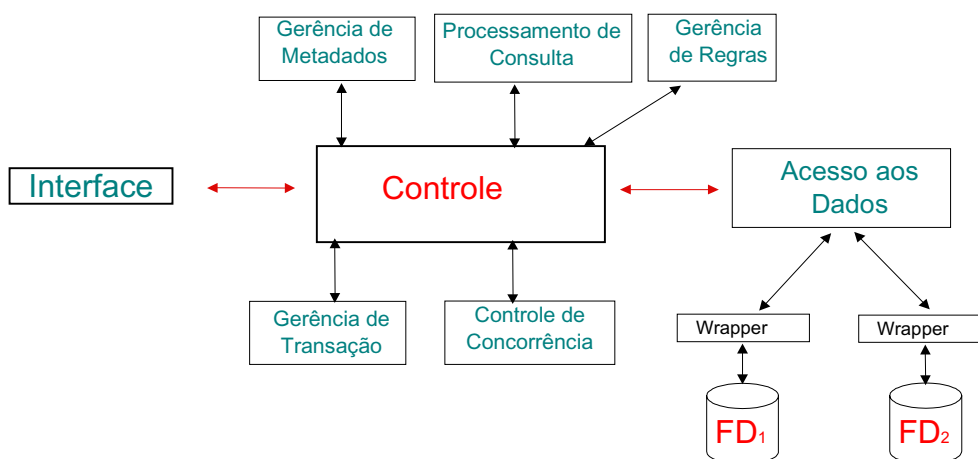 Gerência de
Metadados
Processamento de
Consulta
Gerência
de Regras
Interface
Controle
Acesso aos
Dados
Gerência de
Transação
Controle de
Concorrência
Wrapper
Wrapper
FD1
FD2